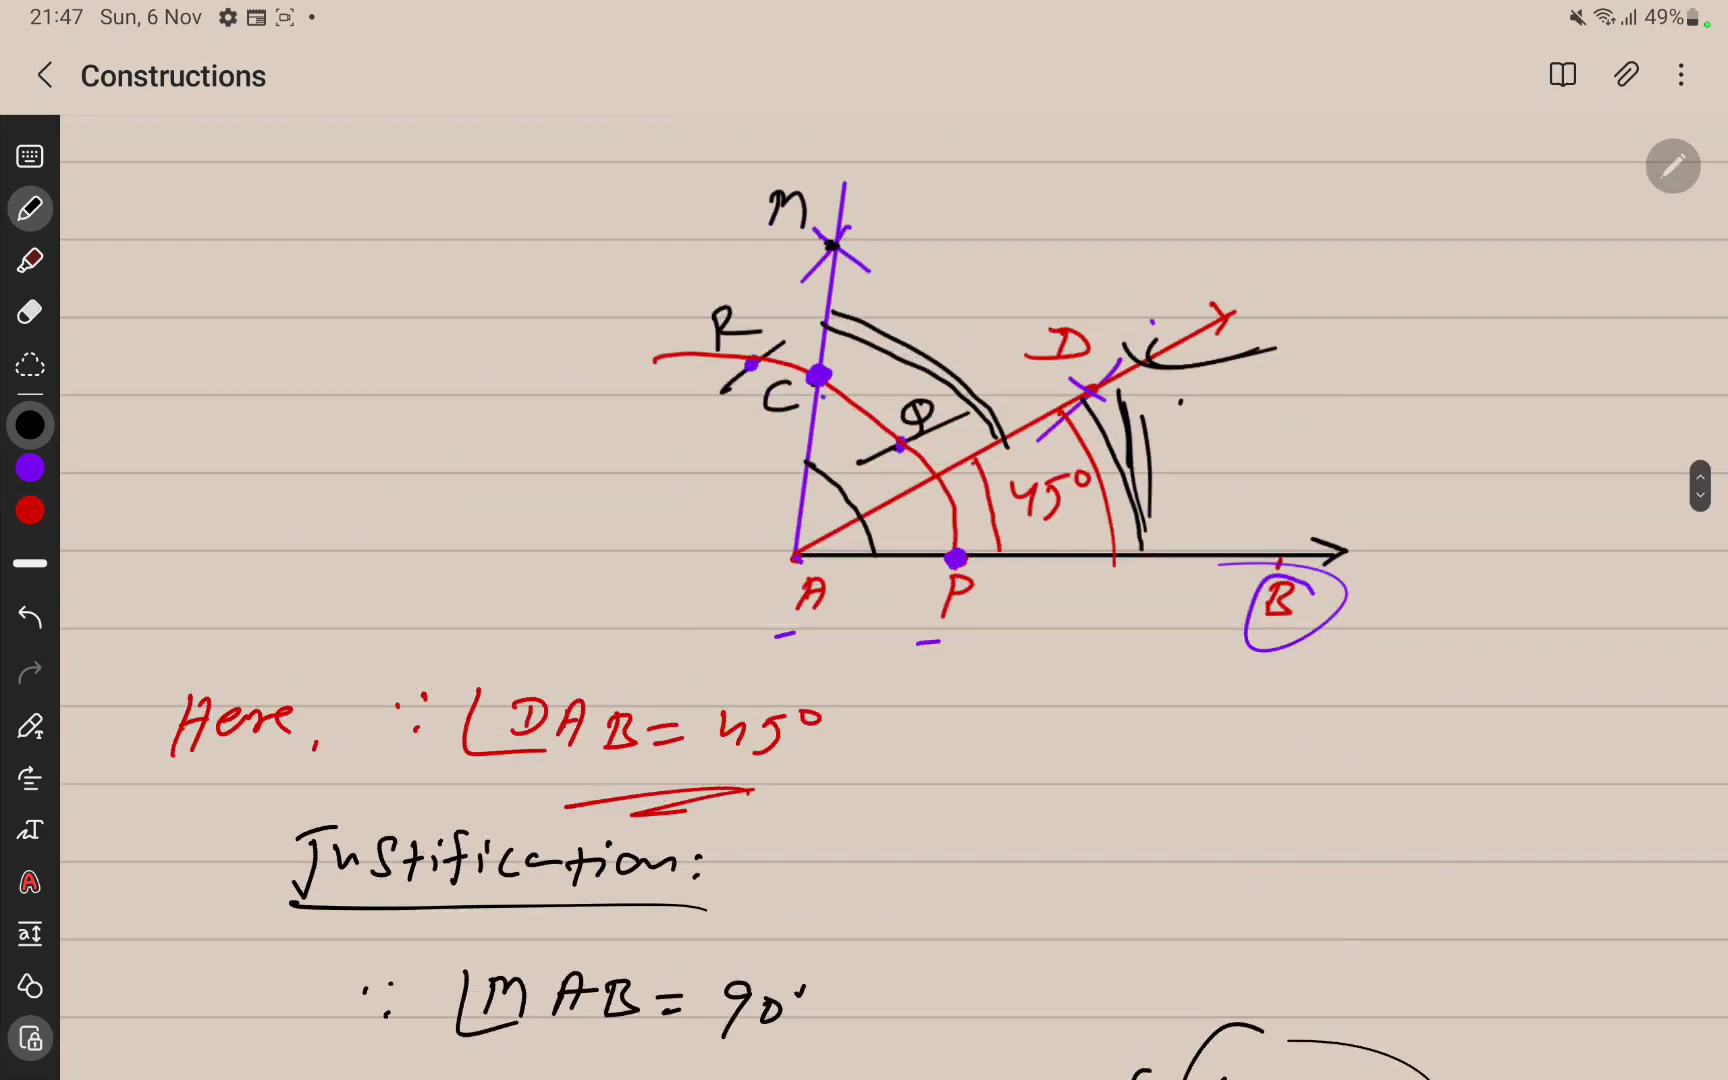 21:47 Sun, 6 Nov
49%
Constructions
M
R
C
Q
D
45°
A
P
B
Here, ∵ ∠DAB = 45°
Justification:
∵ ∠MAB = 90°